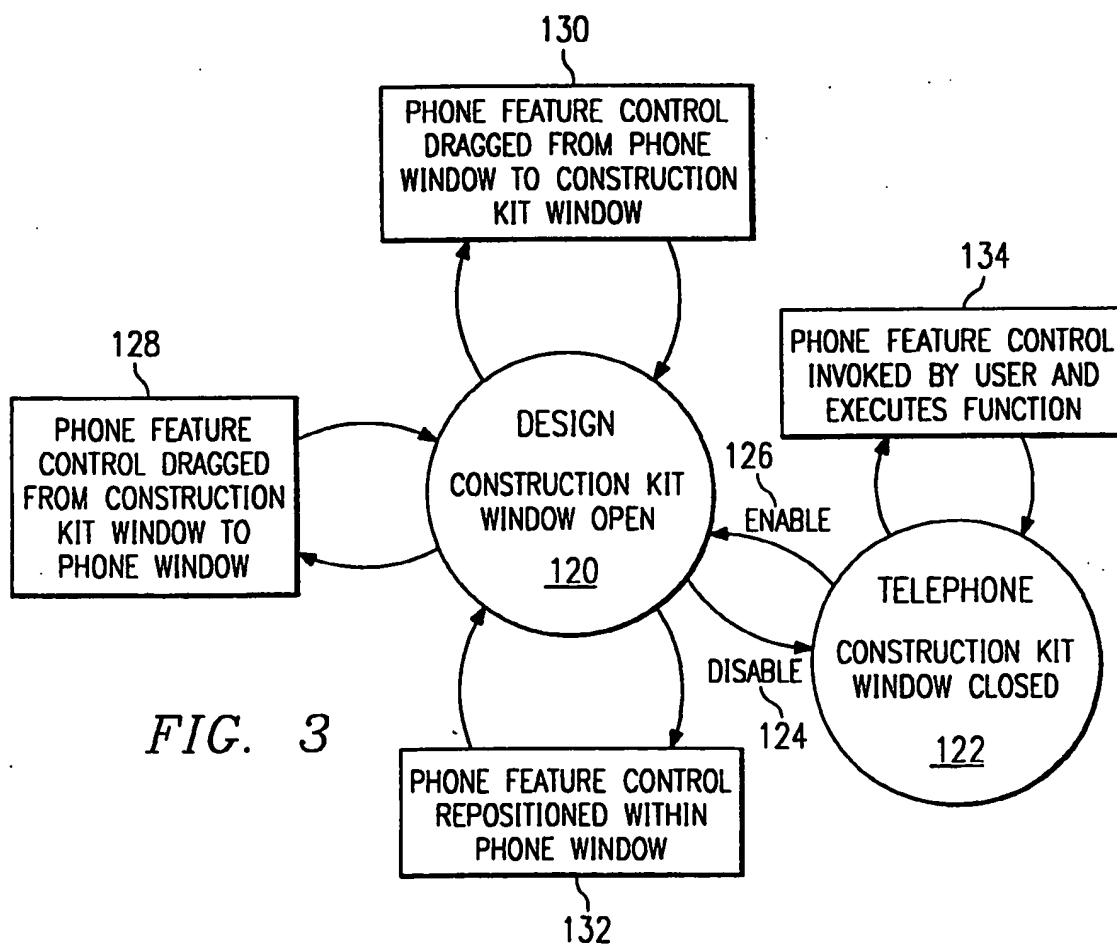 130
PHONE FEATURE CONTROL
DRAGGED FROM PHONE
WINDOW TO CONSTRUCTION
KIT WINDOW
134
PHONE FEATURE CONTROL
INVOKED BY USER AND
EXECUTES FUNCTION
128
PHONE FEATURE
CONTROL DRAGGED
FROM CONSTRUCTION
KIT WINDOW TO
PHONE WINDOW
DESIGN
CONSTRUCTION KIT
WINDOW OPEN
120
126
ENABLE
TELEPHONE
CONSTRUCTION KIT
WINDOW CLOSED
122
DISABLE
124
FIG. 3
PHONE FEATURE CONTROL
REPOSITIONED WITHIN
PHONE WINDOW
132